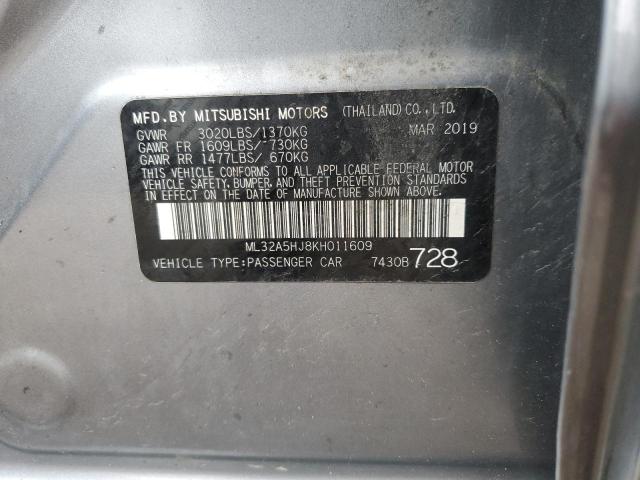 MFD.BY MITSUBISHI MOTORS (THAILAND) CO., LTD.
GVWR 3020LBS/1370KG MAR 2019
GAWR FR 1609LBS/ 730KG
GAWR RR 1477LBS/ 670KG
THIS VEHICLE CONFORMS TO ALL APPLICABLE FEDERAL MOTOR
VEHICLE SAFETY, BUMPER, AND THEFT PREVENTION STANDARDS
IN EFFECT ON THE DATE OF MANUFACTURE SHOWN ABOVE.
ML32A5HJ8KH011609
VEHICLE TYPE:PASSENGER CAR 7430B 728